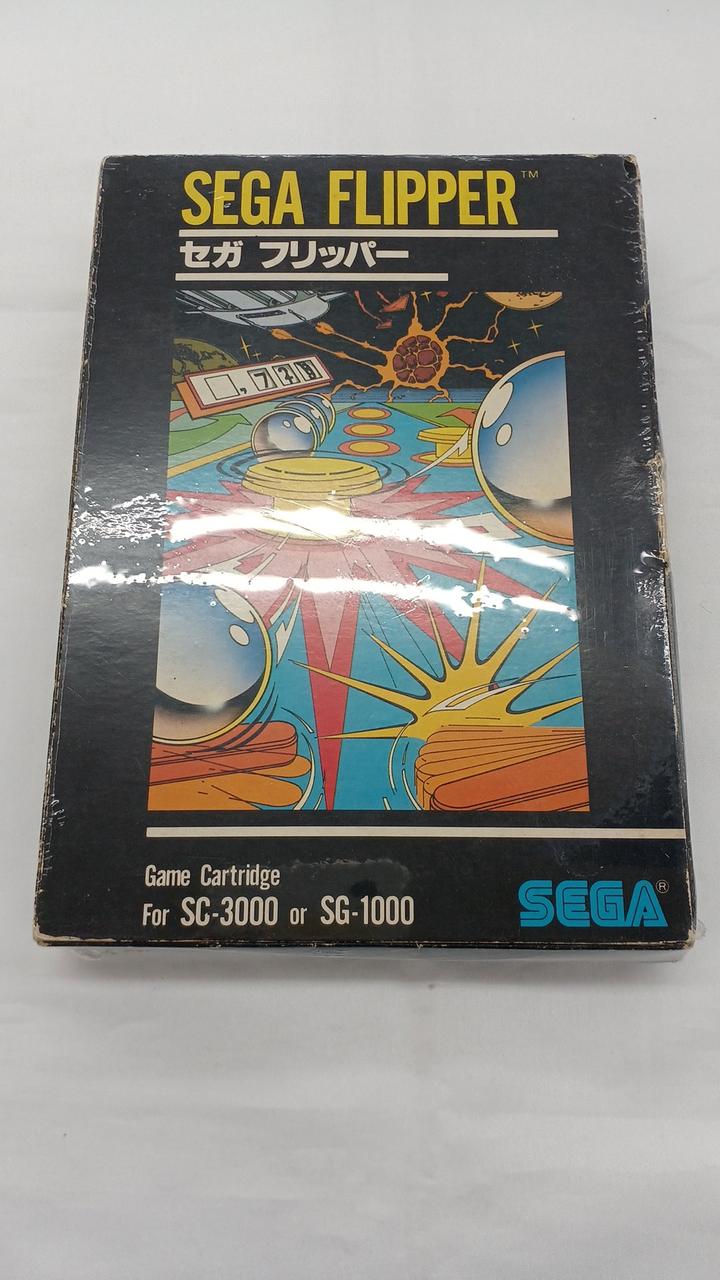 SEGA FLIPPER™
セガ フリッパー
Game Cartridge
For SC-3000 or SG-1000
SEGA®